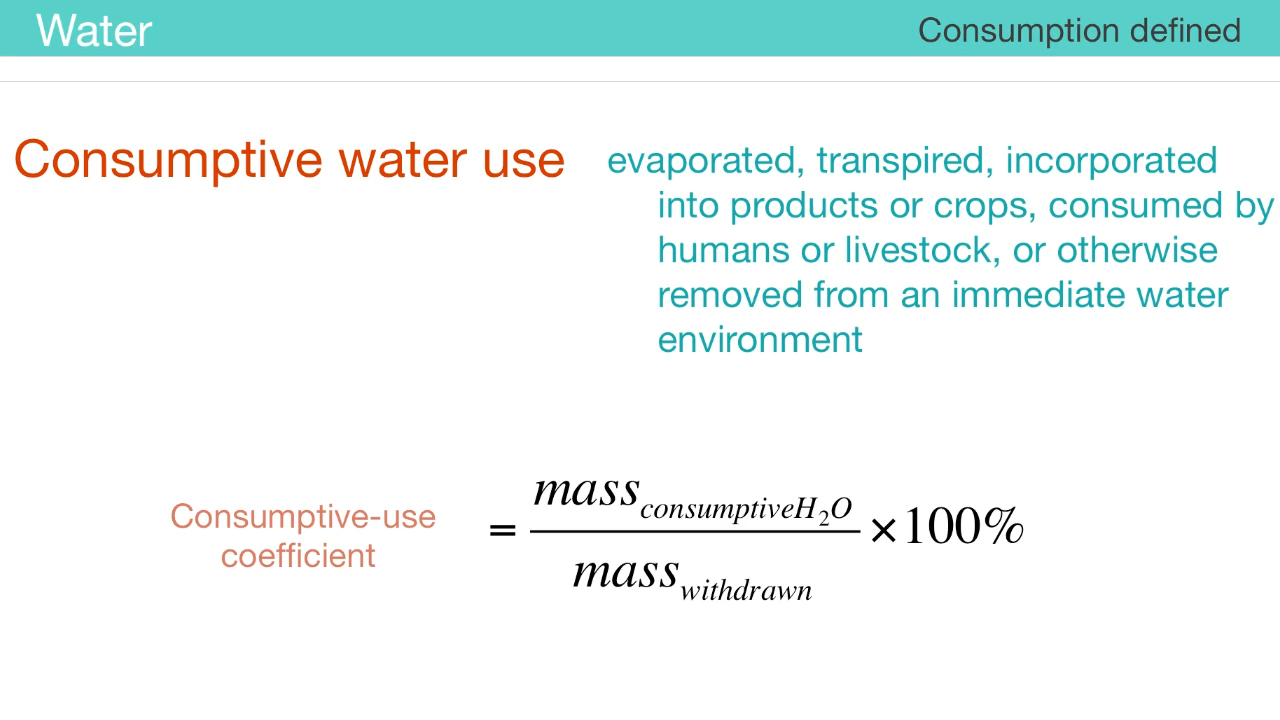 Water
Consumption defined
Consumptive water use
evaporated, transpired, incorporated
into products or crops, consumed by
humans or livestock, or otherwise
removed from an immediate water
environment
Consumptive-use
coefficient
= mass_consumptiveH₂O / mass_withdrawn ×100%